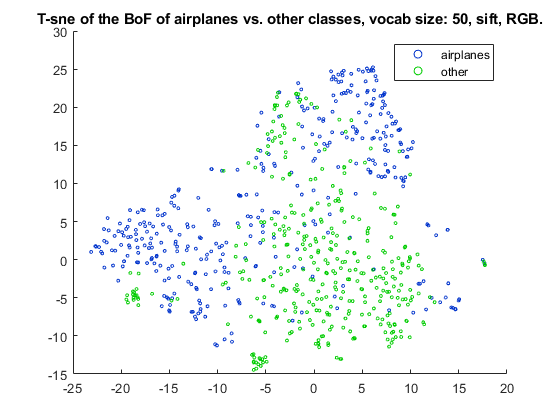 T-sne of the BoF of airplanes vs. other classes, vocab size: 50, sift, RGB.
30
25
20
15
10
5
0
-5
-10
-15
-25 -20 -15 -10 -5 0 5 10 15 20
airplanes
other